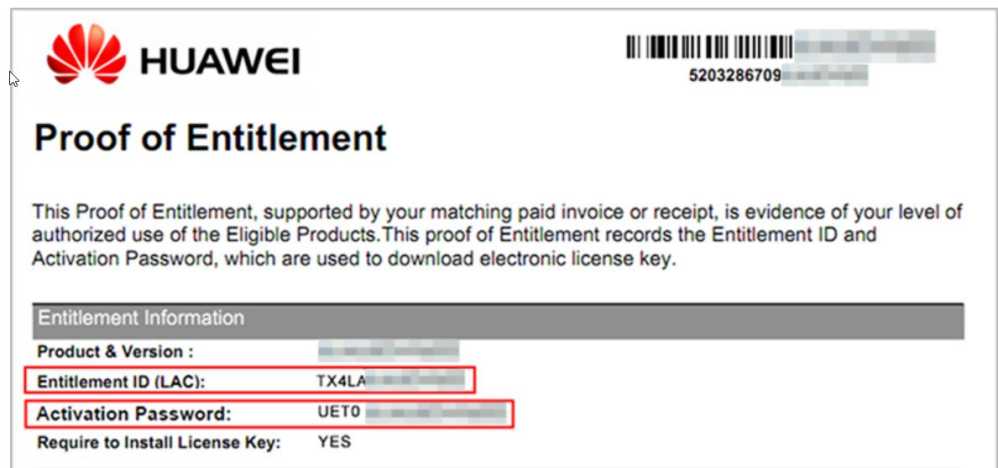 HUAWEI
5203286709
Proof of Entitlement
This Proof of Entitlement, supported by your matching paid invoice or receipt, is evidence of your level of
authorized use of the Eligible Products.This proof of Entitlement records the Entitlement ID and
Activation Password, which are used to download electronic license key.
Entitlement Information
Product & Version :
Entitlement ID (LAC): TX4LA
Activation Password: UET0
Require to Install License Key: YES